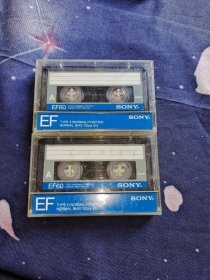 A
EF60
SONY.
EF
TYPE I (NORMAL) POSITION
NORMAL BIAS 120µs EQ
A
EF60
SONY.
EF
TYPE I (NORMAL) POSITION
NORMAL BIAS 120µs EQ